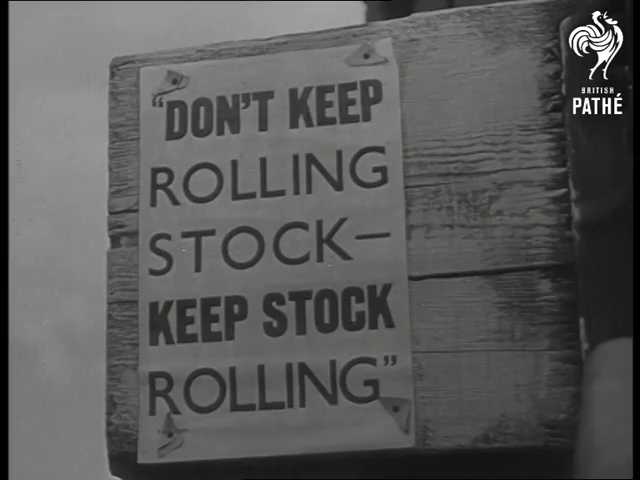 "DON'T KEEP
ROLLING
STOCK—
KEEP STOCK
ROLLING"
BRITISH
PATHÉ